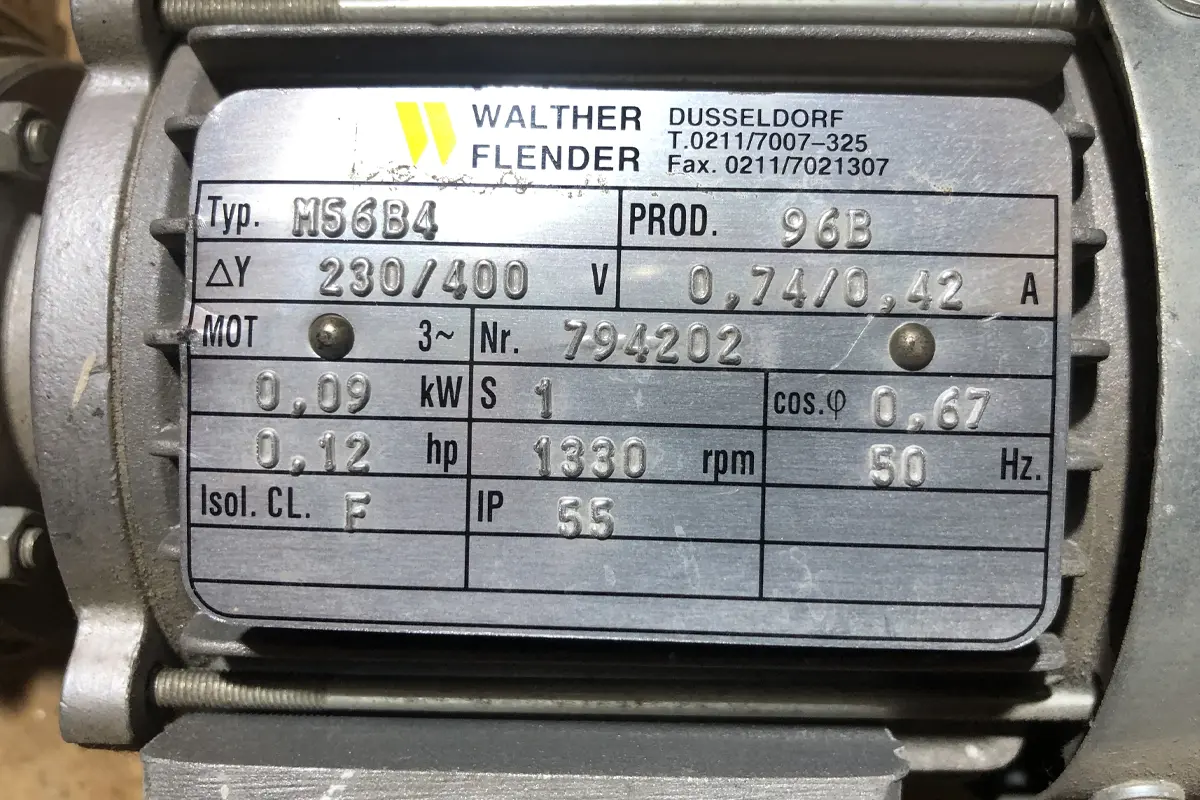 WALTHER FLENDER
DUSSELDORF
T.0211/7007-325
Fax. 0211/7021307
Typ. M56B4 PROD. 96B
△Y 230/400 V 0,74/0,42 A
MOT 3~ Nr. 794202
0,09 kW S 1 cos.φ 0,67
0,12 hp 1330 rpm 50 Hz.
Isol. CL. F IP 55